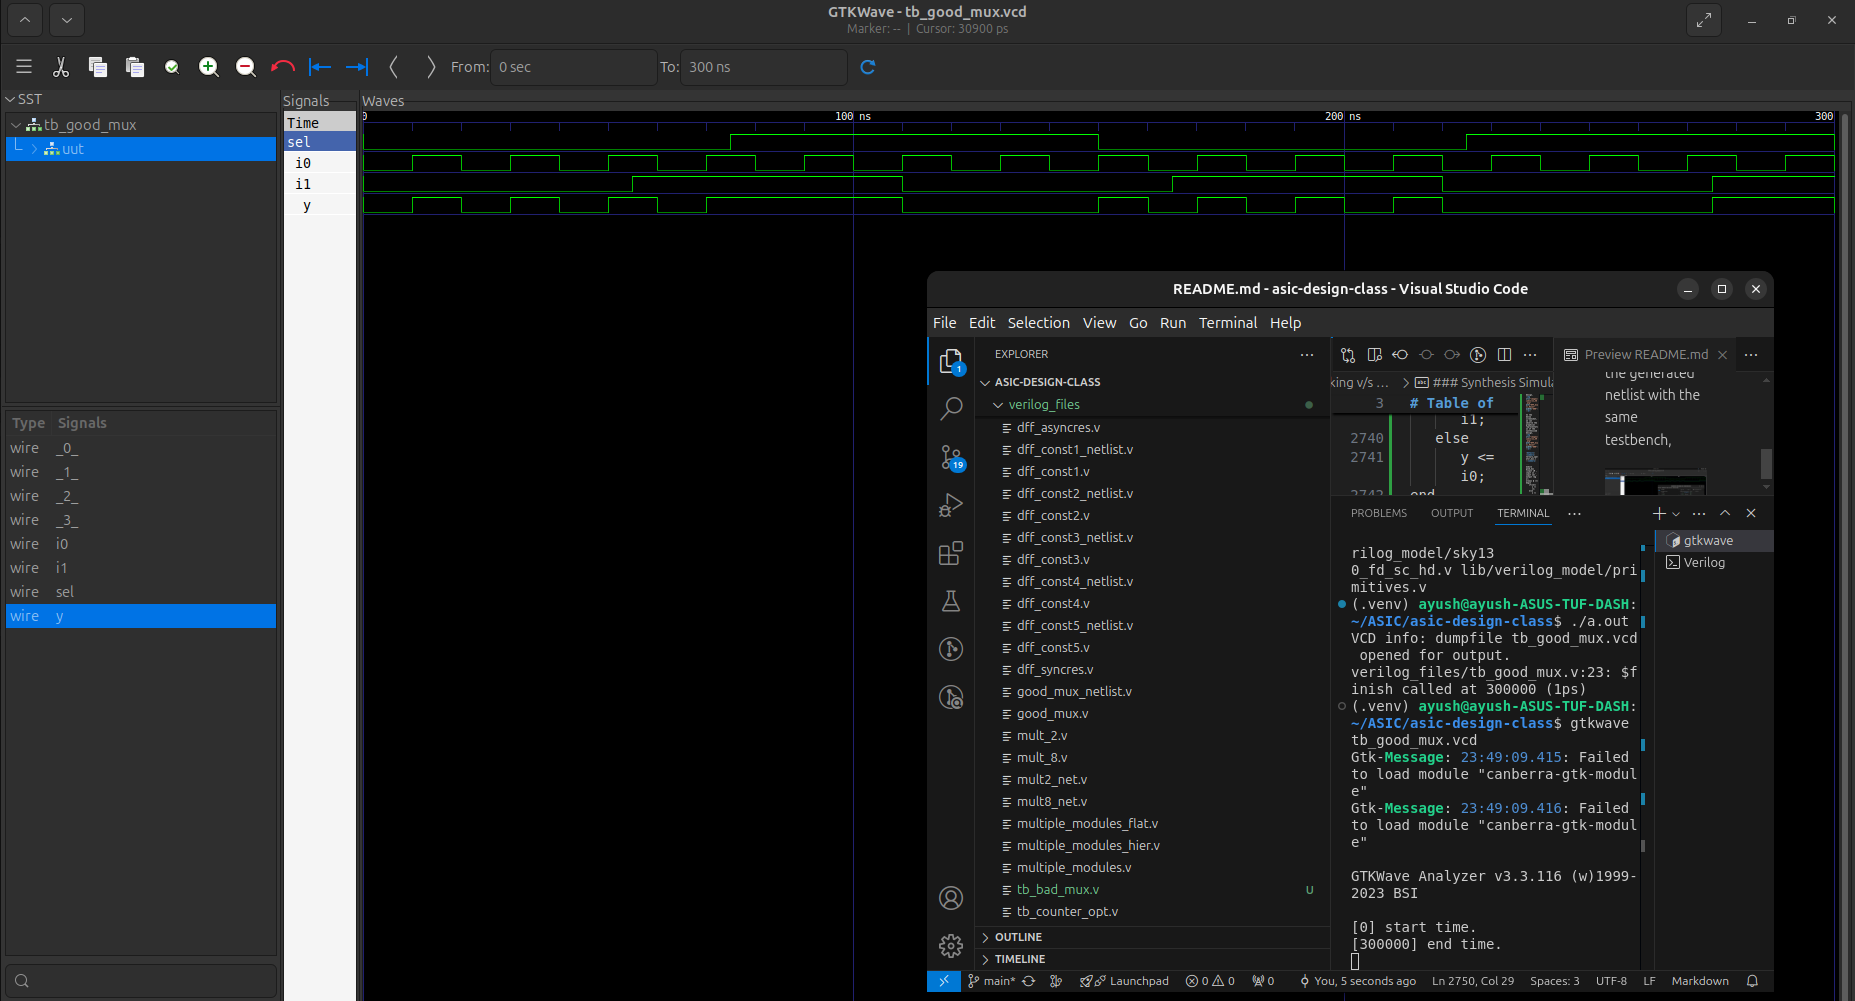 GTKWave - tb_good_mux.vcd
Marker: -- | Cursor: 30900 ps
From: 0 sec To: 300 ns
SST
tb_good_mux
uut
Type Signals
wire _0_
wire _1_
wire _2_
wire _3_
wire i0
wire i1
wire sel
wire y
Signals
Time
sel
i0
i1
y
Waves
0 100 ns 200 ns 300
README.md - asic-design-class - Visual Studio Code
File Edit Selection View Go Run Terminal Help
1
19
EXPLORER
ASIC-DESIGN-CLASS
verilog_files
dff_asyncres.v
dff_const1_netlist.v
dff_const1.v
dff_const2_netlist.v
dff_const2.v
dff_const3_netlist.v
dff_const3.v
dff_const4_netlist.v
dff_const4.v
dff_const5_netlist.v
dff_const5.v
dff_syncres.v
good_mux_netlist.v
good_mux.v
mult_2.v
mult_8.v
mult2_net.v
mult8_net.v
multiple_modules_flat.v
multiple_modules_hier.v
multiple_modules.v
tb_bad_mux.v U
tb_counter_opt.v
OUTLINE
TIMELINE
king v/s ... > ### Synthesis Simula
3 # Table of
i1;
2740 else
2741 y <=
i0;
2742 end
Preview README.md
the generated
netlist with the
same
testbench,
PROBLEMS OUTPUT TERMINAL
gtkwave
Verilog
rilog_model/sky13
0_fd_sc_hd.v lib/verilog_model/pri
mitives.v
(.venv) ayush@ayush-ASUS-TUF-DASH:
~/ASIC/asic-design-class$ ./a.out
VCD info: dumpfile tb_good_mux.vcd
opened for output.
verilog_files/tb_good_mux.v:23: $f
inish called at 300000 (1ps)
(.venv) ayush@ayush-ASUS-TUF-DASH:
~/ASIC/asic-design-class$ gtkwave
tb_good_mux.vcd
Gtk-Message: 23:49:09.415: Failed
to load module "canberra-gtk-modul
e"
Gtk-Message: 23:49:09.416: Failed
to load module "canberra-gtk-modul
e"
GTKWave Analyzer v3.3.116 (w)1999-
2023 BSI
[0] start time.
[300000] end time.
main* Launchpad 0 0 0 You, 5 seconds ago Ln 2750, Col 29 Spaces: 3 UTF-8 LF Markdown